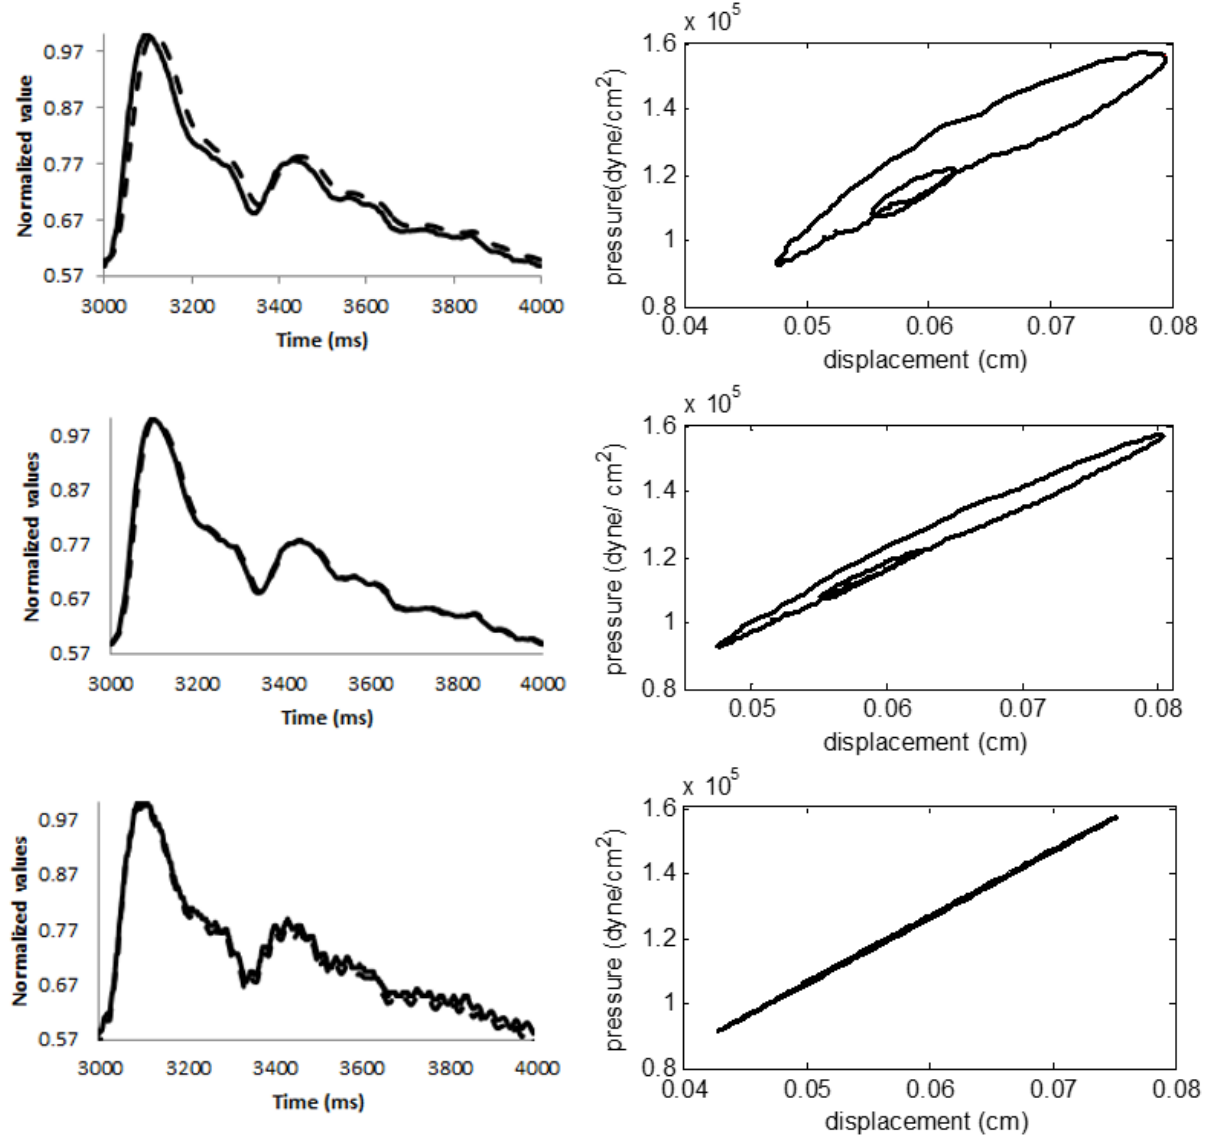 Normalized value
0.97
0.87
0.77
0.67
0.57
3000 3200 3400 3600 3800 4000
Time (ms)
x 10^5
pressure(dyne/cm^2)
1.6
1.4
1.2
1
0.8
0.04 0.05 0.06 0.07 0.08
displacement (cm)
Normalized values
0.97
0.87
0.77
0.67
0.57
3000 3200 3400 3600 3800 4000
Time (ms)
x 10^5
pressure (dyne/ cm^2)
1.6
1.4
1.2
1
0.8
0.05 0.06 0.07 0.08
displacement (cm)
Normalized values
0.97
0.87
0.77
0.67
0.57
3000 3200 3400 3600 3800 4000
Time (ms)
x 10^5
pressure (dyne/cm^2)
1.6
1.4
1.2
1
0.8
0.04 0.05 0.06 0.07 0.08
displacement (cm)